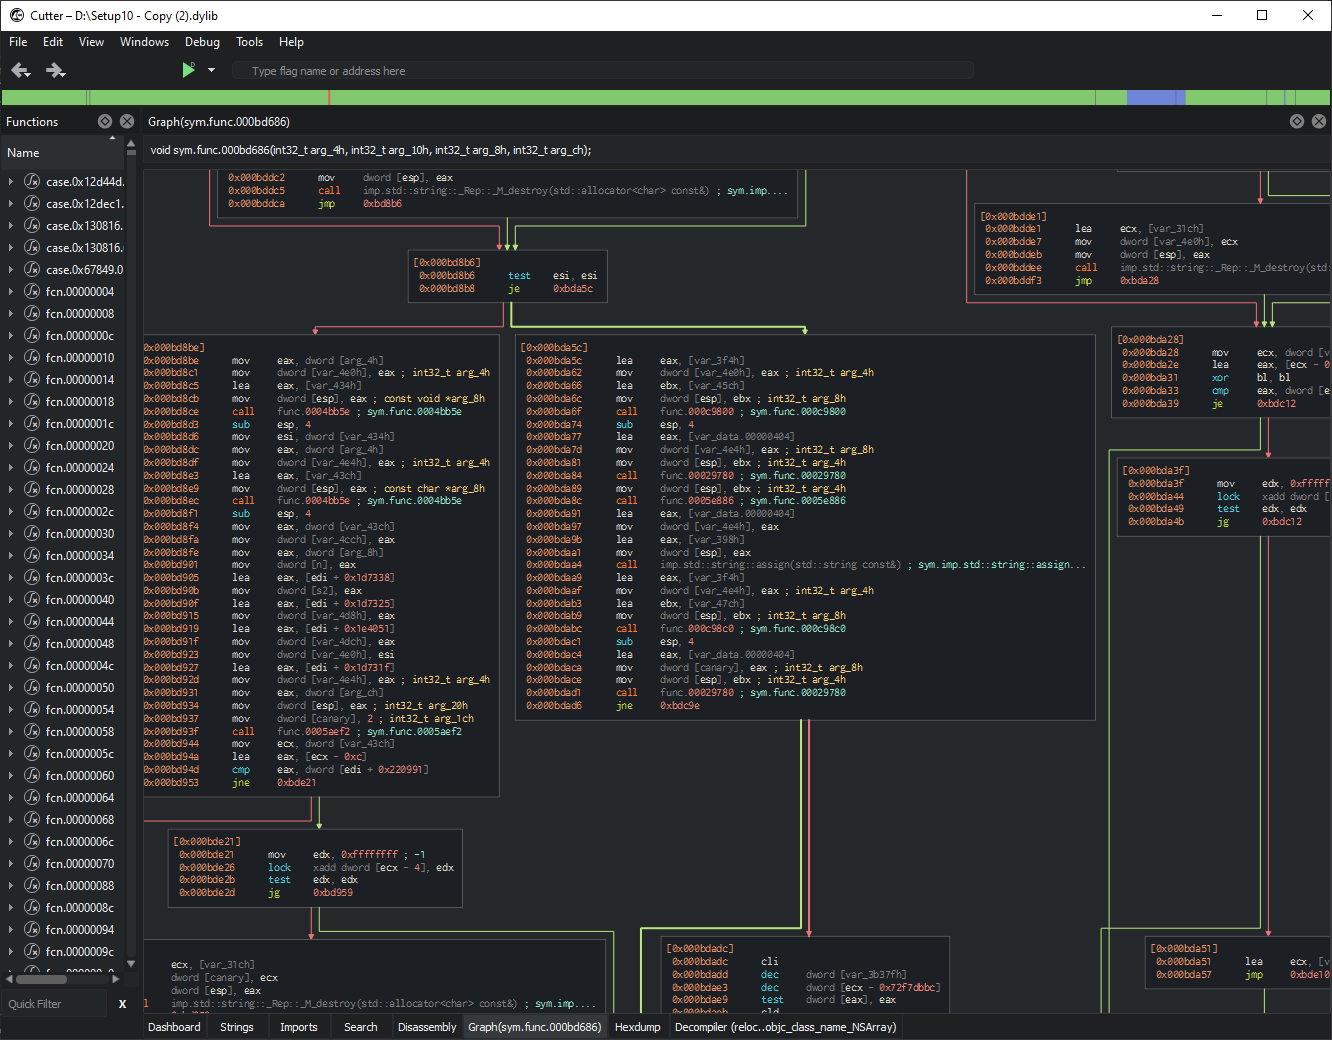 Cutter – D:\Setup10 - Copy (2).dylib
File Edit View Windows Debug Tools Help
Type flag name or address here
Functions
Name
case.0x12d44d.
case.0x12dec1.
case.0x130816.
case.0x130816.
case.0x67849.0
fcn.00000004
fcn.00000008
fcn.0000000c
fcn.00000010
fcn.00000014
fcn.00000018
fcn.0000001c
fcn.00000020
fcn.00000024
fcn.00000028
fcn.0000002c
fcn.00000030
fcn.00000034
fcn.0000003c
fcn.00000040
fcn.00000044
fcn.00000048
fcn.0000004c
fcn.00000050
fcn.00000054
fcn.00000058
fcn.0000005c
fcn.00000060
fcn.00000064
fcn.00000068
fcn.0000006c
fcn.00000070
fcn.00000088
fcn.0000008c
fcn.00000094
fcn.0000009c
Quick Filter X
Graph(sym.func.000bd686)
void sym.func.000bd686(int32_t arg_4h, int32_t arg_10h, int32_t arg_8h, int32_t arg_ch);
0x000bddc2 mov dword [esp], eax
0x000bddc5 call imp.std::string::_Rep::_M_destroy(std::allocator<char> const&) ; sym.imp....
0x000bddca jmp 0xbd8b6
[0x000bd8b6]
0x000bd8b6 test esi, esi
0x000bd8b8 je 0xbda5c
0x000bd8be]
0x000bd8be mov eax, dword [arg_4h]
0x000bd8c1 mov dword [var_4e0h], eax ; int32_t arg_4h
0x000bd8c5 lea eax, [var_434h]
0x000bd8cb mov dword [esp], eax ; const void *arg_8h
0x000bd8ce call func.0004bb5e ; sym.func.0004bb5e
0x000bd8d3 sub esp, 4
0x000bd8d6 mov esi, dword [var_434h]
0x000bd8dc mov eax, dword [arg_4h]
0x000bd8df mov dword [var_4e4h], eax ; int32_t arg_4h
0x000bd8e3 lea eax, [var_43ch]
0x000bd8e9 mov dword [esp], eax ; const char *arg_8h
0x000bd8ec call func.0004bb5e ; sym.func.0004bb5e
0x000bd8f1 sub esp, 4
0x000bd8f4 mov eax, dword [var_43ch]
0x000bd8fa mov dword [var_4cch], eax
0x000bd8fe mov eax, dword [arg_8h]
0x000bd901 mov dword [n], eax
0x000bd905 lea eax, [edi + 0x1d7338]
0x000bd90b mov dword [s2], eax
0x000bd90f lea eax, [edi + 0x1d7325]
0x000bd915 mov dword [var_4d8h], eax
0x000bd919 lea eax, [edi + 0x1e4051]
0x000bd91f mov dword [var_4dch], eax
0x000bd923 mov dword [var_4e0h], esi
0x000bd927 lea eax, [edi + 0x1d731f]
0x000bd92d mov dword [var_4e4h], eax ; int32_t arg_4h
0x000bd931 mov eax, dword [arg_ch]
0x000bd934 mov dword [esp], eax ; int32_t arg_20h
0x000bd937 mov dword [canary], 2 ; int32_t arg_1ch
0x000bd93f call func.0005aef2 ; sym.func.0005aef2
0x000bd944 mov ecx, dword [var_43ch]
0x000bd94a lea eax, [ecx - 0xc]
0x000bd94d cmp eax, dword [edi + 0x220991]
0x000bd953 jne 0xbde21
[0x000bde21]
0x000bde21 mov edx, 0xffffffff ; -1
0x000bde26 lock xadd dword [ecx - 4], edx
0x000bde2b test edx, edx
0x000bde2d jg 0xbd959
ecx, [var_31ch]
dword [canary], ecx
dword [esp], eax
imp.std::string::_Rep::_M_destroy(std::allocator<char> const&) ; sym.imp....
[0x000bda5c]
0x000bda5c lea eax, [var_3f4h]
0x000bda62 mov dword [var_4e0h], eax ; int32_t arg_4h
0x000bda66 lea ebx, [var_45ch]
0x000bda6c mov dword [esp], ebx ; int32_t arg_8h
0x000bda6f call func.000c9800 ; sym.func.000c9800
0x000bda74 sub esp, 4
0x000bda77 lea eax, [var_data.00000404]
0x000bda7d mov dword [var_4e4h], eax ; int32_t arg_8h
0x000bda81 mov dword [esp], ebx ; int32_t arg_4h
0x000bda84 call func.00029780 ; sym.func.00029780
0x000bda89 mov dword [esp], ebx ; int32_t arg_4h
0x000bda8c call func.0005e886 ; sym.func.0005e886
0x000bda91 lea eax, [var_data.00000404]
0x000bda97 mov dword [var_4e4h], eax
0x000bda9b lea eax, [var_398h]
0x000bdaa1 mov dword [esp], eax
0x000bdaa4 call imp.std::string::assign(std::string const&) ; sym.imp.std::string::assign...
0x000bdaa9 lea eax, [var_3f4h]
0x000bdaaf mov dword [var_4e4h], eax ; int32_t arg_4h
0x000bdab3 lea ebx, [var_47ch]
0x000bdab9 mov dword [esp], ebx ; int32_t arg_8h
0x000bdabc call func.000c98c0 ; sym.func.000c98c0
0x000bdac1 sub esp, 4
0x000bdac4 lea eax, [var_data.00000404]
0x000bdaca mov dword [canary], eax ; int32_t arg_8h
0x000bdace mov dword [esp], ebx ; int32_t arg_4h
0x000bdad1 call func.00029780 ; sym.func.00029780
0x000bdad6 jne 0xbdc9e
[0x000bdadc]
0x000bdadc cli
0x000bdadd dec dword [var_3b37fh]
0x000bdae3 dec dword [ecx - 0x72f7dbbc]
0x000bdae9 test dword [eax], eax
0x000bdaeb cld
[0x000bdde1]
0x000bdde1 lea ecx, [var_31ch]
0x000bdde7 mov dword [var_4e0h], ecx
0x000bddeb mov dword [esp], eax
0x000bddee call imp.std::string::_Rep::_M_destroy(std
0x000bddf3 jmp 0xbda28
[0x000bda28]
0x000bda28 mov ecx, dword [v
0x000bda2e lea eax, [ecx - 0
0x000bda31 xor bl, bl
0x000bda33 cmp eax, dword [e
0x000bda39 je 0xbdc12
[0x000bda3f]
0x000bda3f mov edx, 0xfffff
0x000bda44 lock xadd dword [
0x000bda49 test edx, edx
0x000bda4b jg 0xbdc12
[0x000bda51]
0x000bda51 lea ecx, [v
0x000bda57 jmp 0xbde10
Dashboard Strings Imports Search Disassembly Graph(sym.func.000bd686) Hexdump Decompiler (reloc..objc_class_name_NSArray)